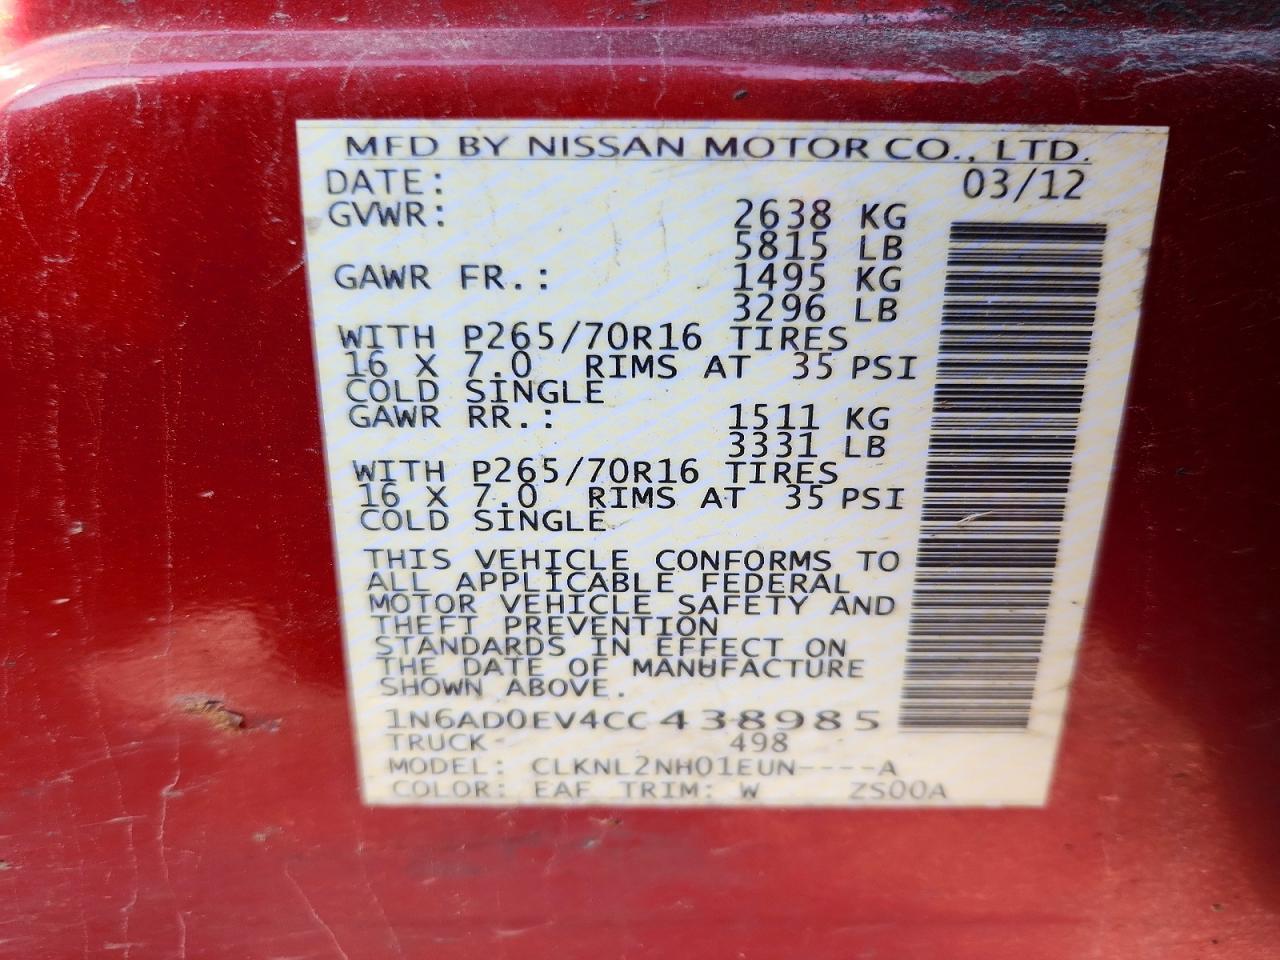 MFD BY NISSAN MOTOR CO., LTD.
DATE: 03/12
GVWR: 2638 KG
5815 LB
GAWR FR.: 1495 KG
3296 LB
WITH P265/70R16 TIRES
16 X 7.0 RIMS AT 35 PSI
COLD SINGLE
GAWR RR.: 1511 KG
3331 LB
WITH P265/70R16 TIRES
16 X 7.0 RIMS AT 35 PSI
COLD SINGLE
THIS VEHICLE CONFORMS TO
ALL APPLICABLE FEDERAL
MOTOR VEHICLE SAFETY AND
THEFT PREVENTION
STANDARDS IN EFFECT ON
THE DATE OF MANUFACTURE
SHOWN ABOVE.
1N6AD0EV4CC438985
TRUCK 498
MODEL: CLKNL2NH01EUN----A
COLOR: EAF TRIM: W ZS00A